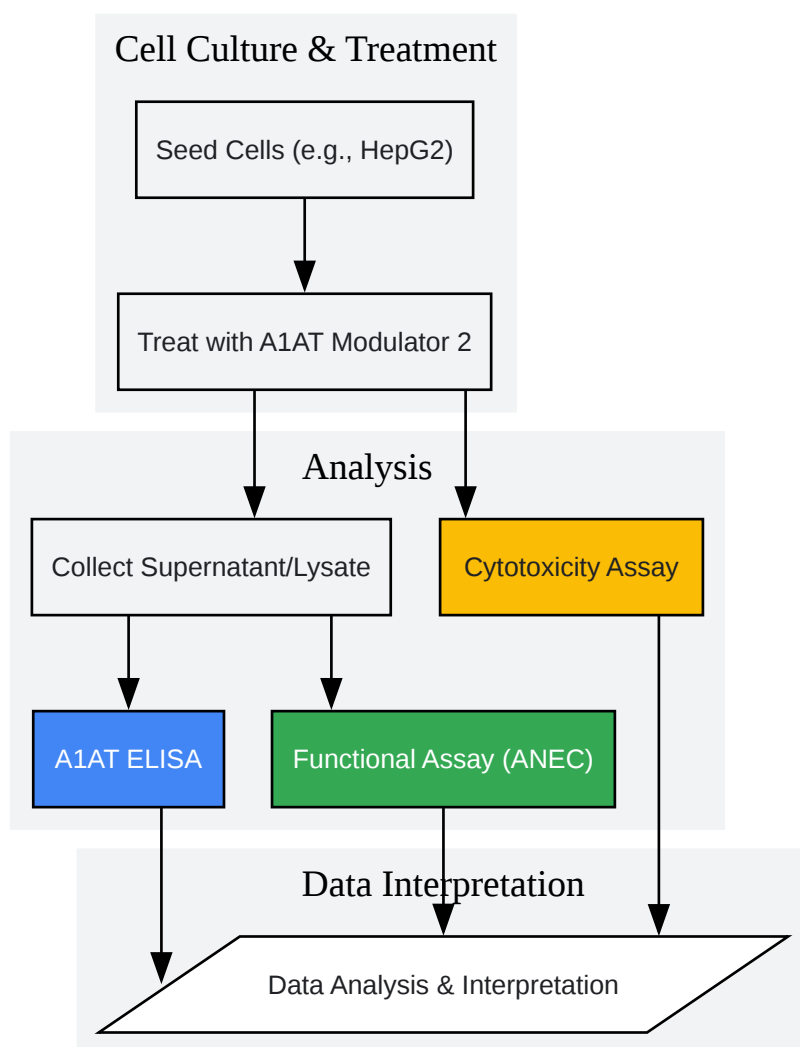 Cell Culture & Treatment
Seed Cells (e.g., HepG2)
Treat with A1AT Modulator 2
Analysis
Collect Supernatant/Lysate
Cytotoxicity Assay
A1AT ELISA
Functional Assay (ANEC)
Data Interpretation
Data Analysis & Interpretation